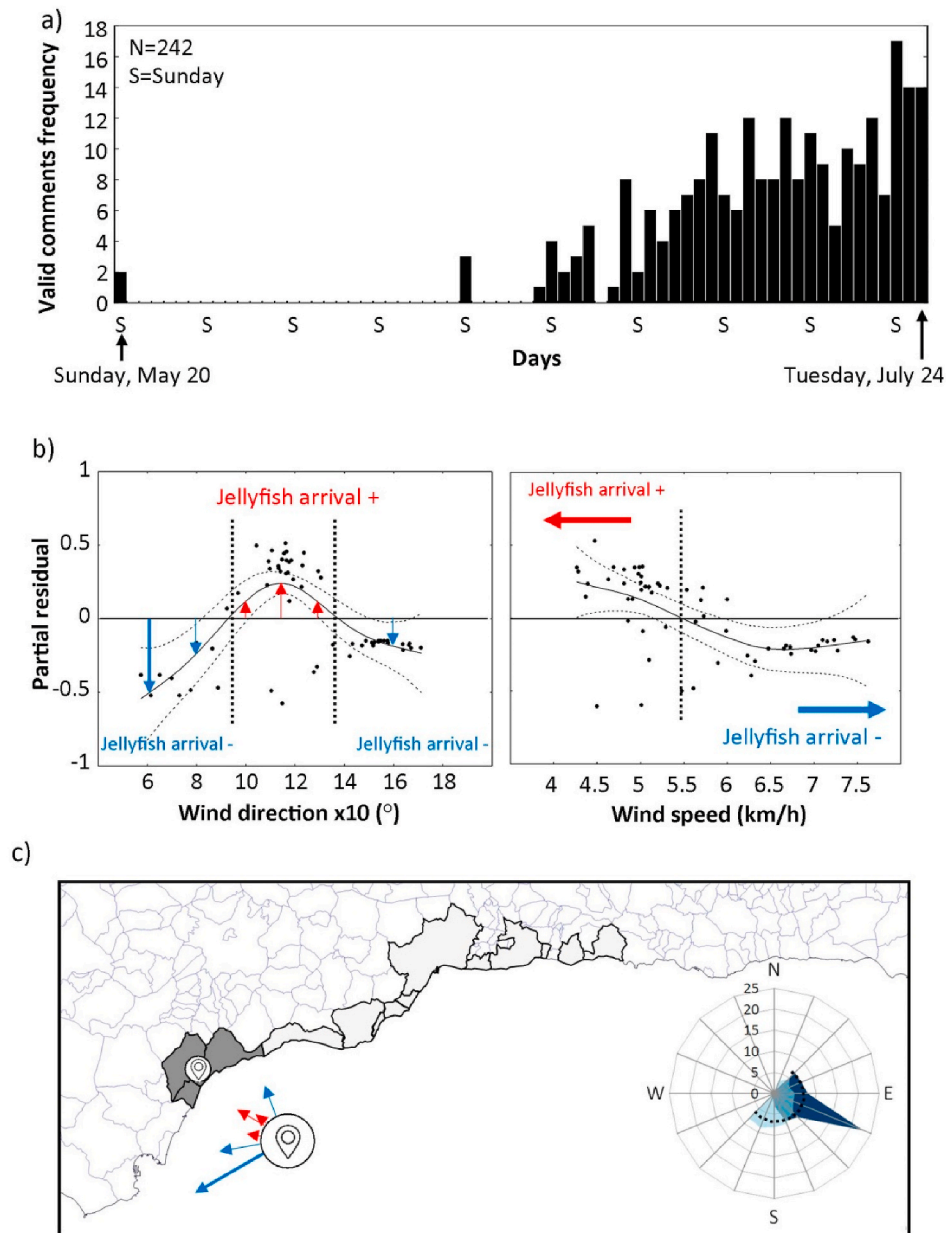 a)
18
16
14
12
10
8
6
4
2
0
Valid comments frequency
N=242
S=Sunday
S S S S S S S S S S
Days
Sunday, May 20
Tuesday, July 24
b)
1
0.5
0
-0.5
-1
Partial residual
Jellyfish arrival +
Jellyfish arrival -
Jellyfish arrival -
6 8 10 12 14 16 18
Wind direction x10 (°)
Jellyfish arrival +
Jellyfish arrival -
4 4.5 5 5.5 6 6.5 7 7.5
Wind speed (km/h)
c)
N
25
20
15
10
5
0
W
E
S